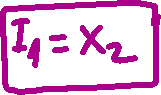 I₁ = X₂